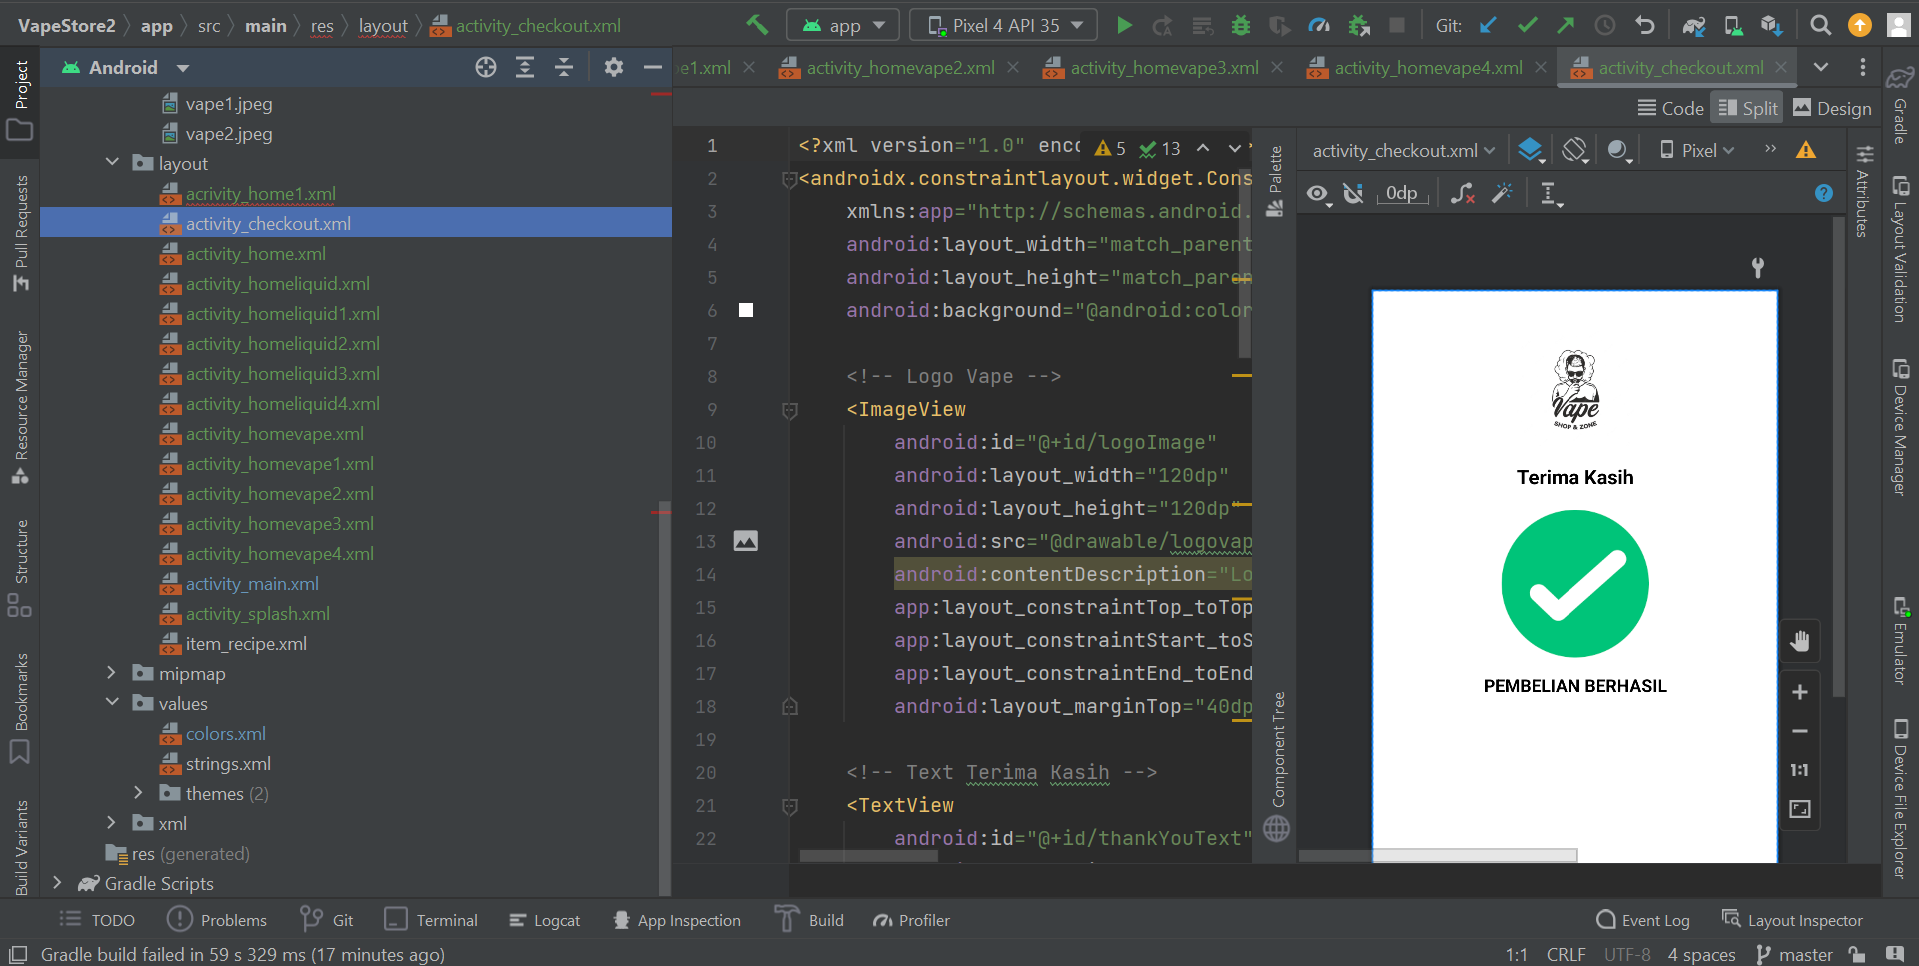 VapeStore2 app src main res layout activity_checkout.xml app Pixel 4 API 35 Git:
Project
Android
e1.xml activity_homevape2.xml activity_homevape3.xml activity_homevape4.xml activity_checkout.xml
Code Split Design
vape1.jpeg
vape2.jpeg
layout
acrivity_home1.xml
activity_checkout.xml
activity_home.xml
activity_homeliquid.xml
activity_homeliquid1.xml
activity_homeliquid2.xml
activity_homeliquid3.xml
activity_homeliquid4.xml
activity_homevape.xml
activity_homevape1.xml
activity_homevape2.xml
activity_homevape3.xml
activity_homevape4.xml
activity_main.xml
activity_splash.xml
item_recipe.xml
mipmap
values
colors.xml
strings.xml
themes (2)
xml
res (generated)
Gradle Scripts
Pull Requests
Resource Manager
Structure
Bookmarks
Build Variants
1 <?xml version="1.0" enco
5 13
2 <androidx.constraintlayout.widget.Cons
3 xmlns:app="http://schemas.android.
4 android:layout_width="match_parent
5 android:layout_height="match_paren
6 android:background="@android:color
7
8 <!-- Logo Vape -->
9 <ImageView
10 android:id="@+id/logoImage"
11 android:layout_width="120dp"
12 android:layout_height="120dp"
13 android:src="@drawable/logovap
14 android:contentDescription="Lo
15 app:layout_constraintTop_toTop
16 app:layout_constraintStart_toS
17 app:layout_constraintEnd_toEnd
18 android:layout_marginTop="40dp
19
20 <!-- Text Terima Kasih -->
21 <TextView
22 android:id="@+id/thankYouText"
Palette
Component Tree
activity_checkout.xml Pixel
0dp
Vape
SHOP & ZONE
Terima Kasih
PEMBELIAN BERHASIL
1:1
Attributes
Gradle
Layout Validation
Device Manager
Emulator
Device File Explorer
TODO Problems Git Terminal Logcat App Inspection Build Profiler Event Log Layout Inspector
Gradle build failed in 59 s 329 ms (17 minutes ago) 1:1 CRLF UTF-8 4 spaces master